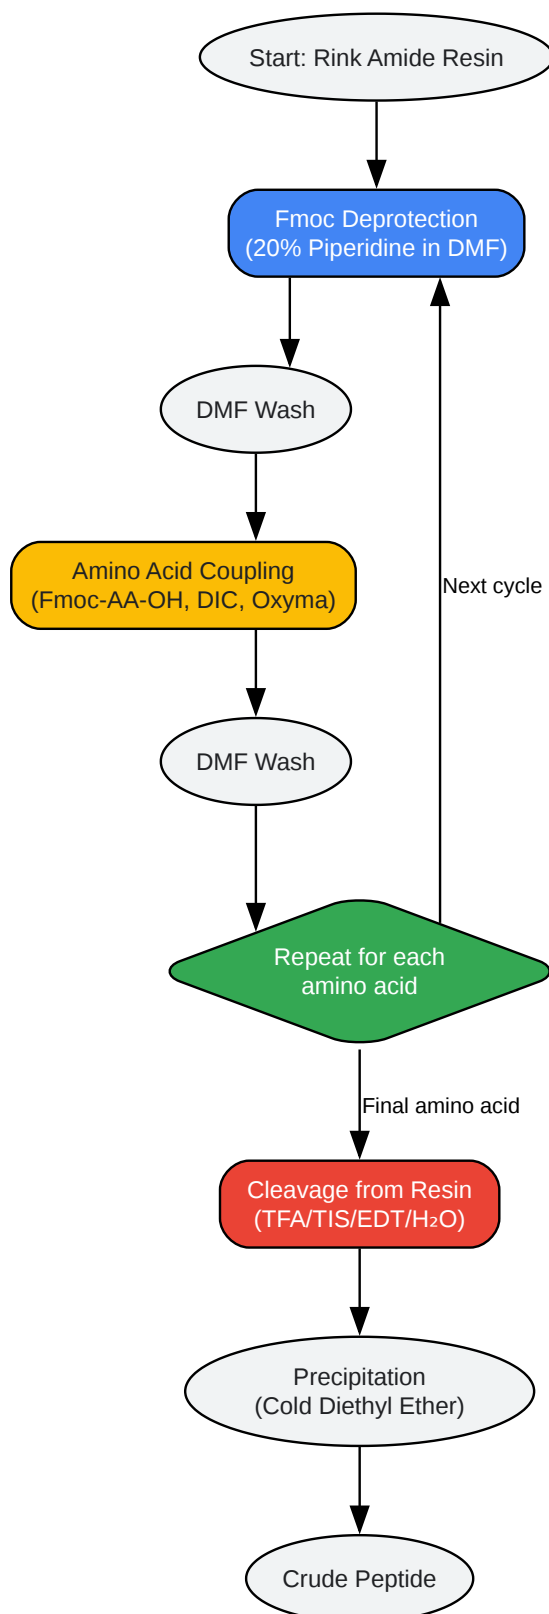 Start: Rink Amide Resin
Fmoc Deprotection
(20% Piperidine in DMF)
DMF Wash
Amino Acid Coupling
(Fmoc-AA-OH, DIC, Oxyma)
Next cycle
DMF Wash
Repeat for each
amino acid
Final amino acid
Cleavage from Resin
(TFA/TIS/EDT/H₂O)
Precipitation
(Cold Diethyl Ether)
Crude Peptide